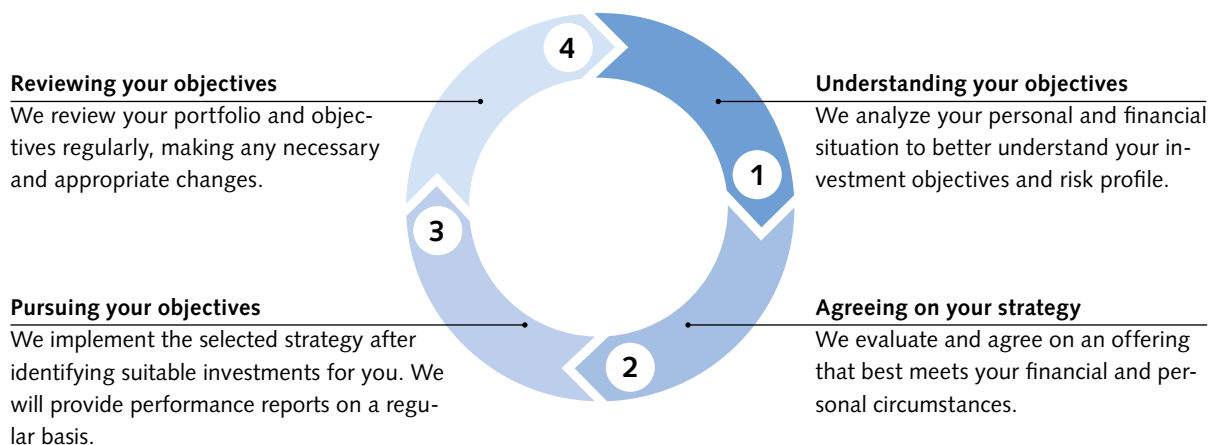 4
Reviewing your objectives
We review your portfolio and objec-
tives regularly, making any necessary
and appropriate changes.
Understanding your objectives
We analyze your personal and financial
situation to better understand your in-
vestment objectives and risk profile.
1
3
Pursuing your objectives
We implement the selected strategy after
identifying suitable investments for you. We
will provide performance reports on a regu-
lar basis.
2
Agreeing on your strategy
We evaluate and agree on an offering
that best meets your financial and per-
sonal circumstances.